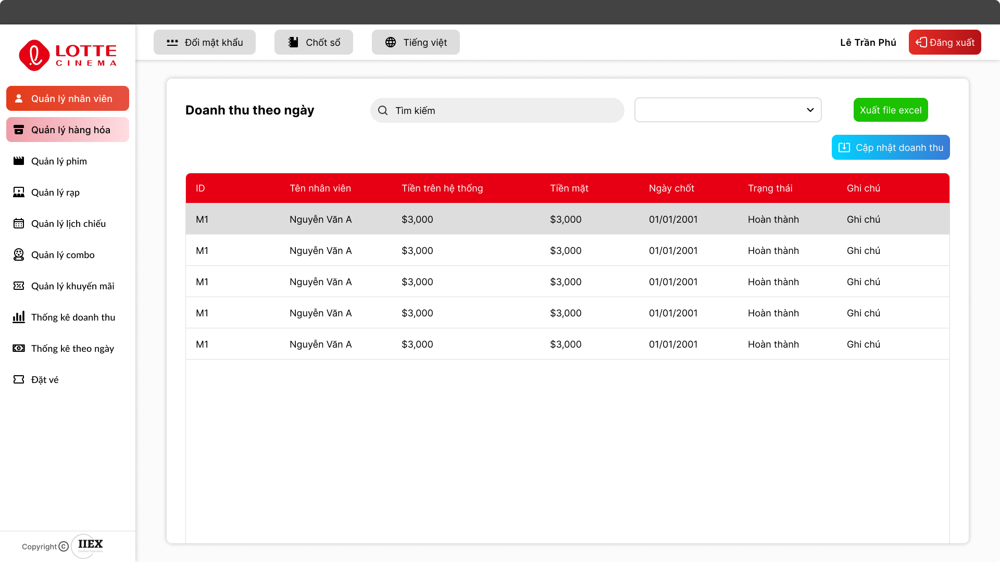 Đổi mật khẩu
Chốt sổ
Tiếng việt
Lê Trần Phú
Đăng xuất
LOTTE
CINEMA
Quản lý nhân viên
Quản lý hàng hóa
Quản lý phim
Quản lý rạp
Quản lý lịch chiếu
Quản lý combo
Quản lý khuyến mãi
Thống kê doanh thu
Thống kê theo ngày
Đặt vé
Copyright © IIEX
Doanh thu theo ngày
Tìm kiếm
Xuất file excel
Cập nhật doanh thu
ID Tên nhân viên Tiền trên hệ thống Tiền mặt Ngày chốt Trạng thái Ghi chú
M1 Nguyễn Văn A $3,000 $3,000 01/01/2001 Hoàn thành Ghi chú
M1 Nguyễn Văn A $3,000 $3,000 01/01/2001 Hoàn thành Ghi chú
M1 Nguyễn Văn A $3,000 $3,000 01/01/2001 Hoàn thành Ghi chú
M1 Nguyễn Văn A $3,000 $3,000 01/01/2001 Hoàn thành Ghi chú
M1 Nguyễn Văn A $3,000 $3,000 01/01/2001 Hoàn thành Ghi chú